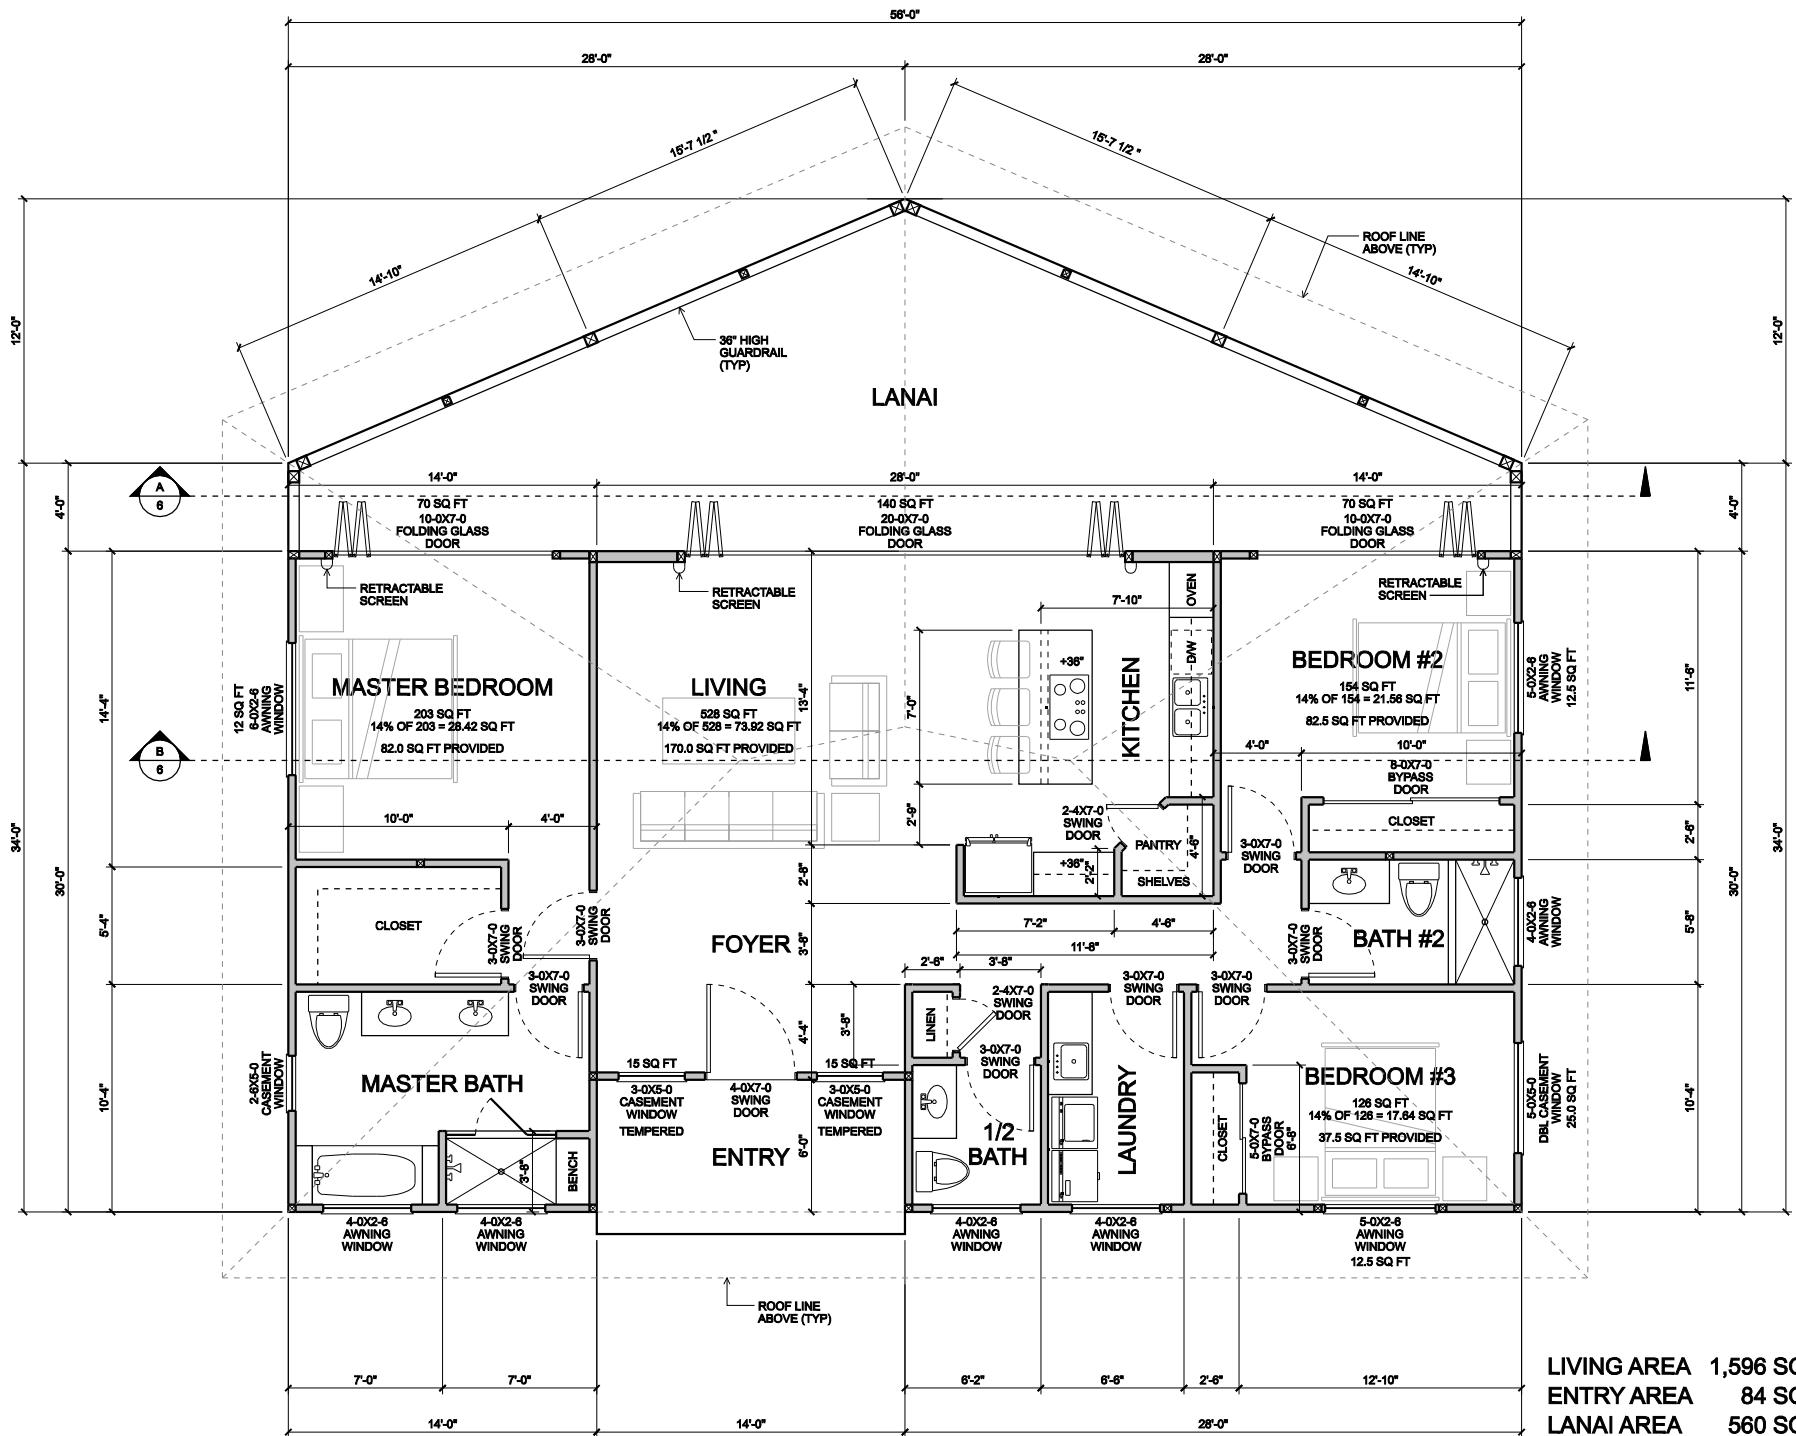 56'-0"
28'-0"
28'-0"
15'-7 1/2 "
15'-7 1/2 "
14'-10"
14'-10"
ROOF LINE
ABOVE (TYP)
36" HIGH
GUARDRAIL
(TYP)
12'-0"
12'-0"
LANAI
14'-0"
28'-0"
14'-0"
A
6
4'-0"
4'-0"
70 SQ FT
10-0X7-0
FOLDING GLASS
DOOR
140 SQ FT
20-0X7-0
FOLDING GLASS
DOOR
70 SQ FT
10-0X7-0
FOLDING GLASS
DOOR
RETRACTABLE
SCREEN
RETRACTABLE
SCREEN
RETRACTABLE
SCREEN
OVEN
7'-10"
D/W
+36"
KITCHEN
7'-0"
13'-4"
MASTER BEDROOM
203 SQ FT
14% OF 203 = 28.42 SQ FT
82.0 SQ FT PROVIDED
LIVING
528 SQ FT
14% OF 528 = 73.92 SQ FT
170.0 SQ FT PROVIDED
BEDROOM #2
154 SQ FT
14% OF 154 = 21.56 SQ FT
82.5 SQ FT PROVIDED
12 SQ FT
6-0X2-6
AWNING
WINDOW
5-0X2-6
AWNING
WINDOW
12.5 SQ FT
14'-4"
11'-6"
B
6
4'-0"
10'-0"
8-0X7-0
BYPASS
DOOR
CLOSET
10'-0"
4'-0"
2'-9"
2-4X7-0
SWING
DOOR
PANTRY
4'-6"
SHELVES
+36"
2'-2"
3-0X7-0
SWING
DOOR
2'-6"
34'-0"
30'-0"
30'-0"
34'-0"
2'-8"
5'-4"
5'-8"
CLOSET
3-0X7-0
SWING
DOOR
3-0X7-0
SWING
DOOR
FOYER
3'-8"
7'-2"
4'-6"
11'-8"
3-0X7-0
SWING
DOOR
BATH #2
4-0X2-6
AWNING
WINDOW
3-0X7-0
SWING
DOOR
2'-6"
3'-8"
2-4X7-0
SWING
DOOR
3-0X7-0
SWING
DOOR
3-0X7-0
SWING
DOOR
LINEN
3'-8"
4'-4"
3-0X7-0
SWING
DOOR
15 SQ FT
15 SQ FT
3-0X5-0
CASEMENT
WINDOW
TEMPERED
4-0X7-0
SWING
DOOR
3-0X5-0
CASEMENT
WINDOW
TEMPERED
2-6X5-0
CASEMENT
WINDOW
MASTER BATH
10'-4"
10'-4"
BENCH
3'-8"
ENTRY
6'-0"
1/2
BATH
LAUNDRY
CLOSET
5-0X7-0
BYPASS
DOOR
6'-8"
BEDROOM #3
126 SQ FT
14% OF 126 = 17.64 SQ FT
37.5 SQ FT PROVIDED
5-0X5-0
DBL CASEMENT
WINDOW
25.0 SQ FT
4-0X2-6
AWNING
WINDOW
4-0X2-6
AWNING
WINDOW
4-0X2-6
AWNING
WINDOW
4-0X2-6
AWNING
WINDOW
5-0X2-6
AWNING
WINDOW
12.5 SQ FT
ROOF LINE
ABOVE (TYP)
7'-0"
7'-0"
6'-2"
6'-6"
2'-6"
12'-10"
14'-0"
14'-0"
28'-0"
LIVING AREA 1,596
ENTRY AREA 84
LANAI AREA 560